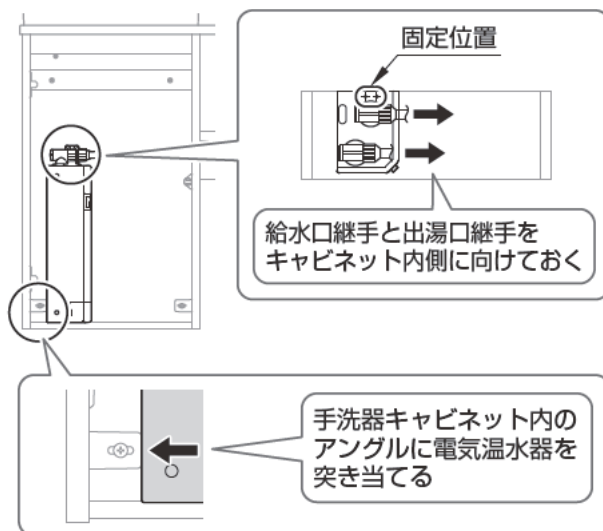 固定位置
給水口継手と出湯口継手を
キャビネット内側に向けておく
手洗器キャビネット内の
アングルに電気温水器を
突き当てる